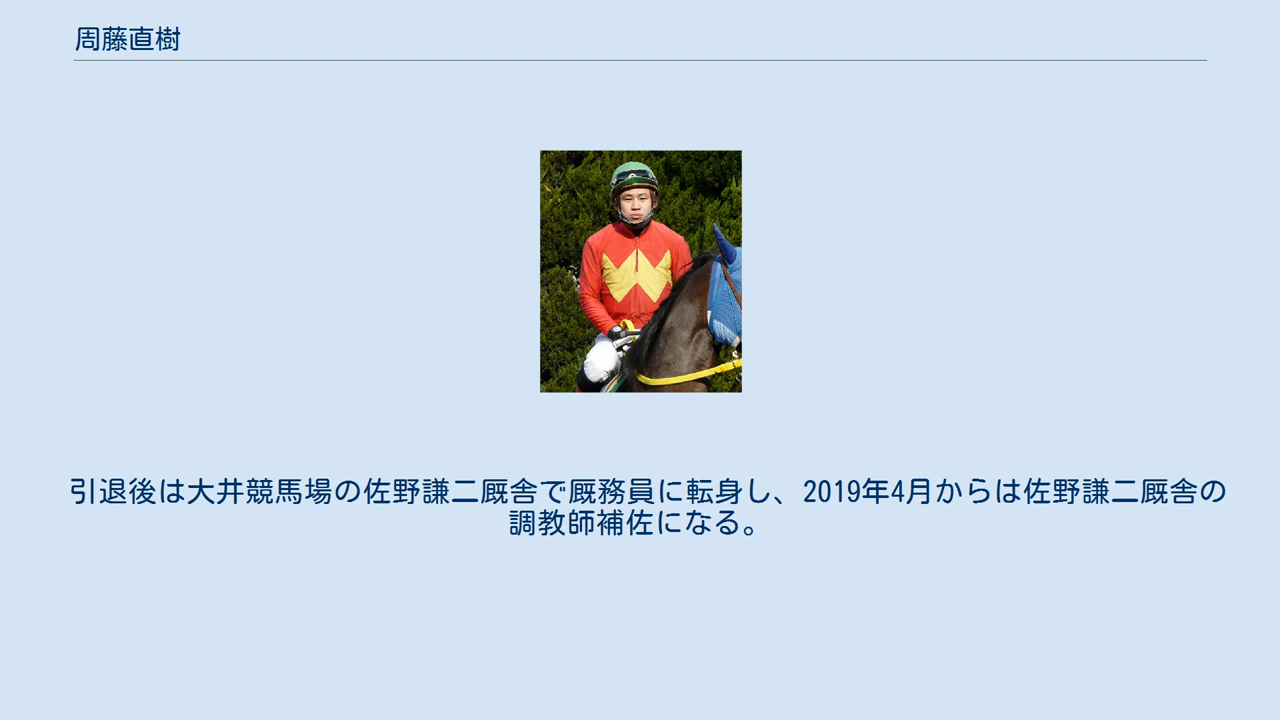 周藤直樹
引退後は大井競馬場の佐野謙二厩舎で厩務員に転身し、2019年4月からは佐野謙二厩舎の
調教師補佐になる。